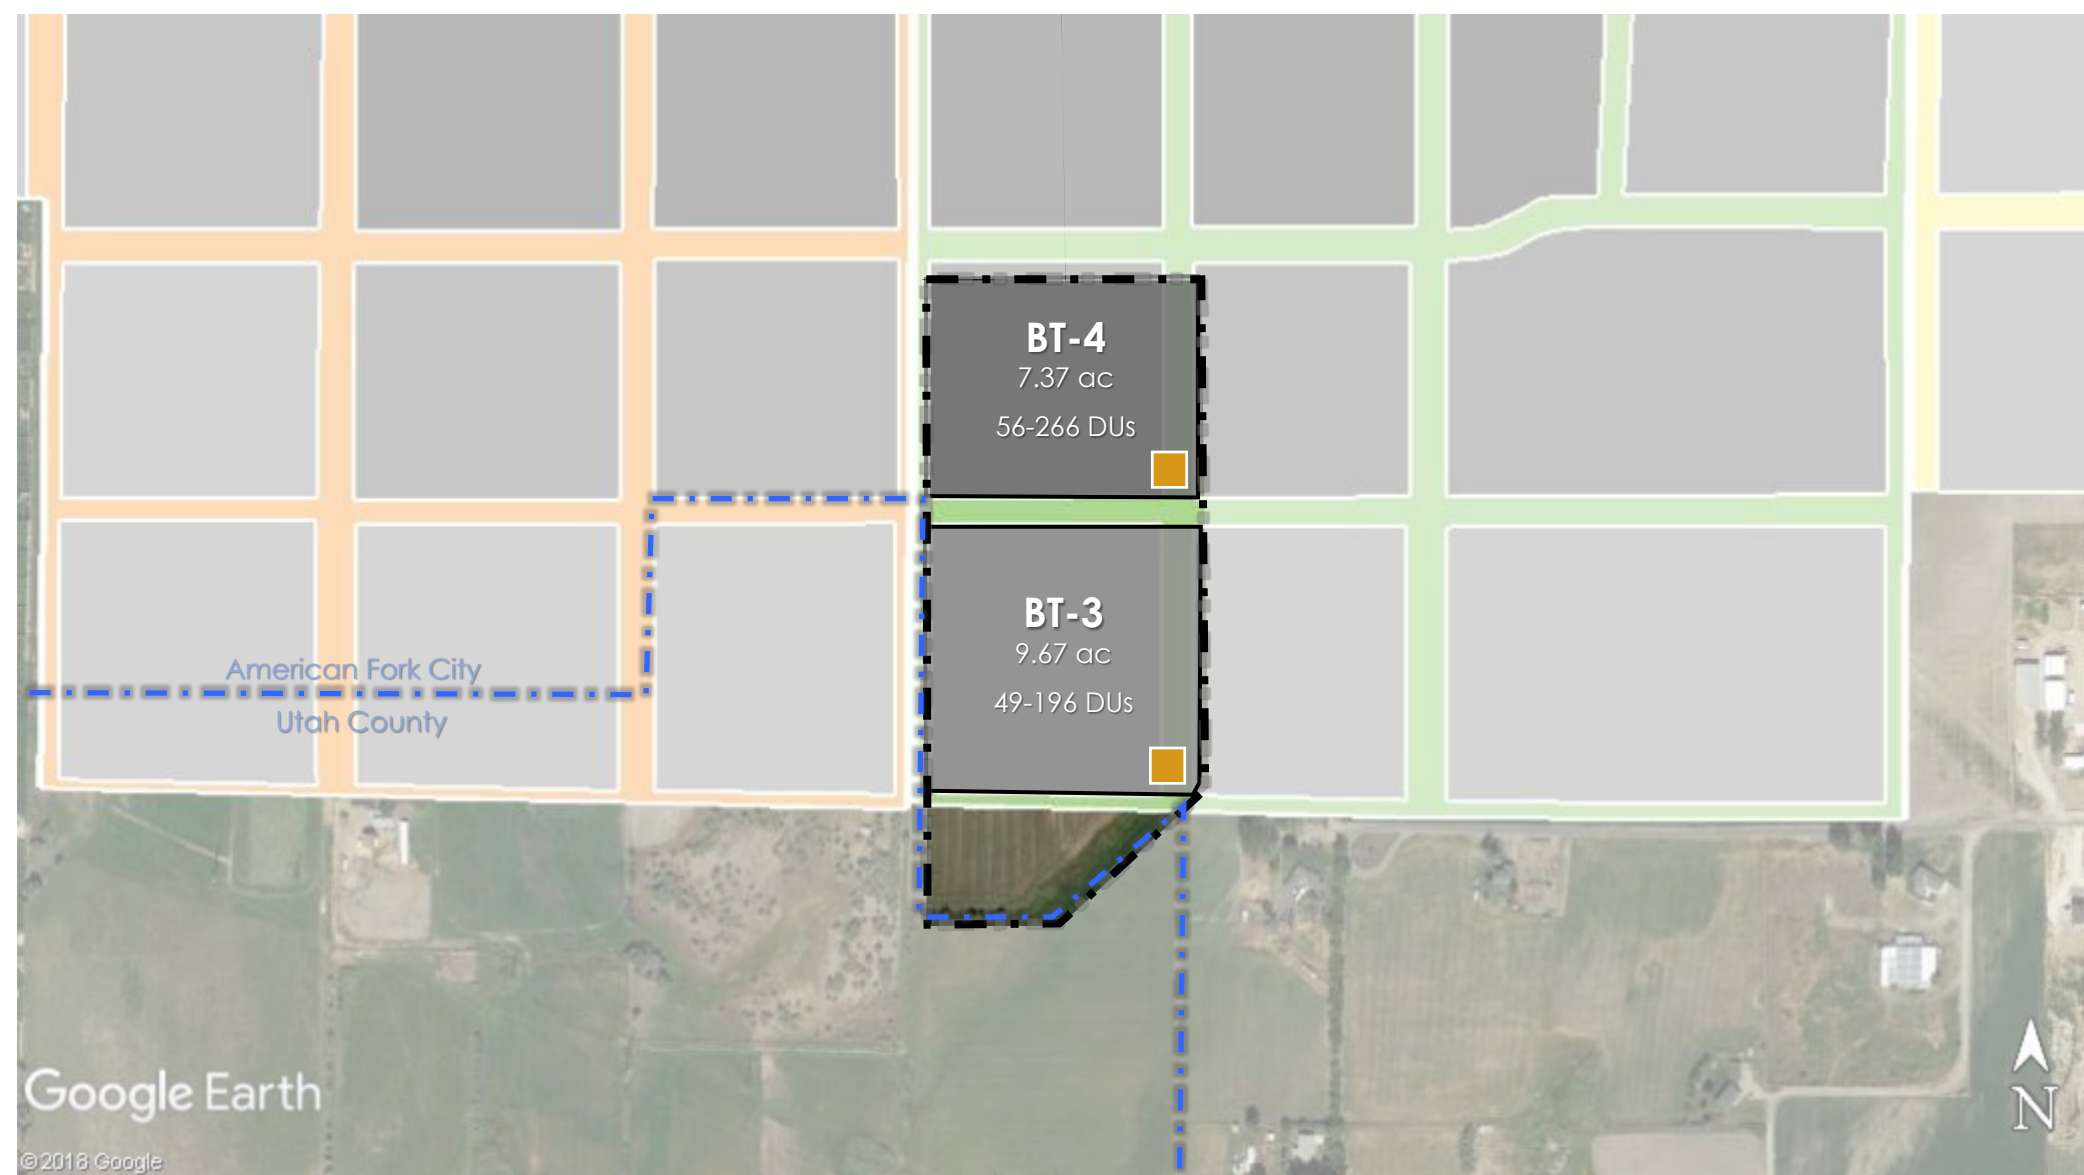 BT-4
7.37 ac
56-266 DUs
BT-3
9.67 ac
49-196 DUs
American Fork City
Utah County
Google Earth
N
©2018 Google